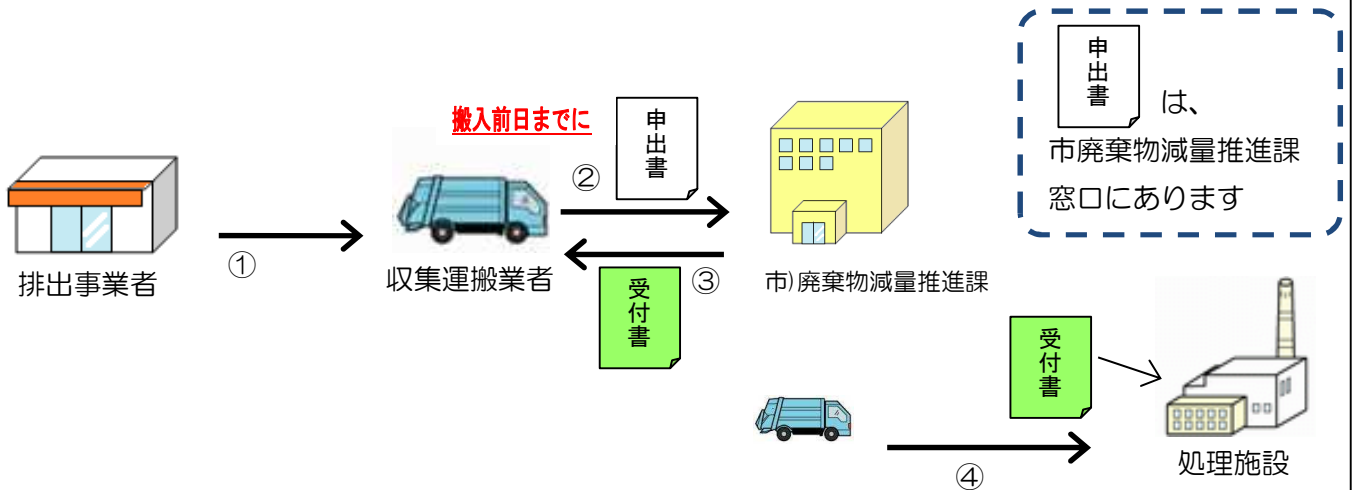 搬入前日までに
申出書
②
①
③
排出事業者
収集運搬業者
受付書
市)廃棄物減量推進課
申出書
は、
市廃棄物減量推進課
窓口にあります
受付書
④
処理施設